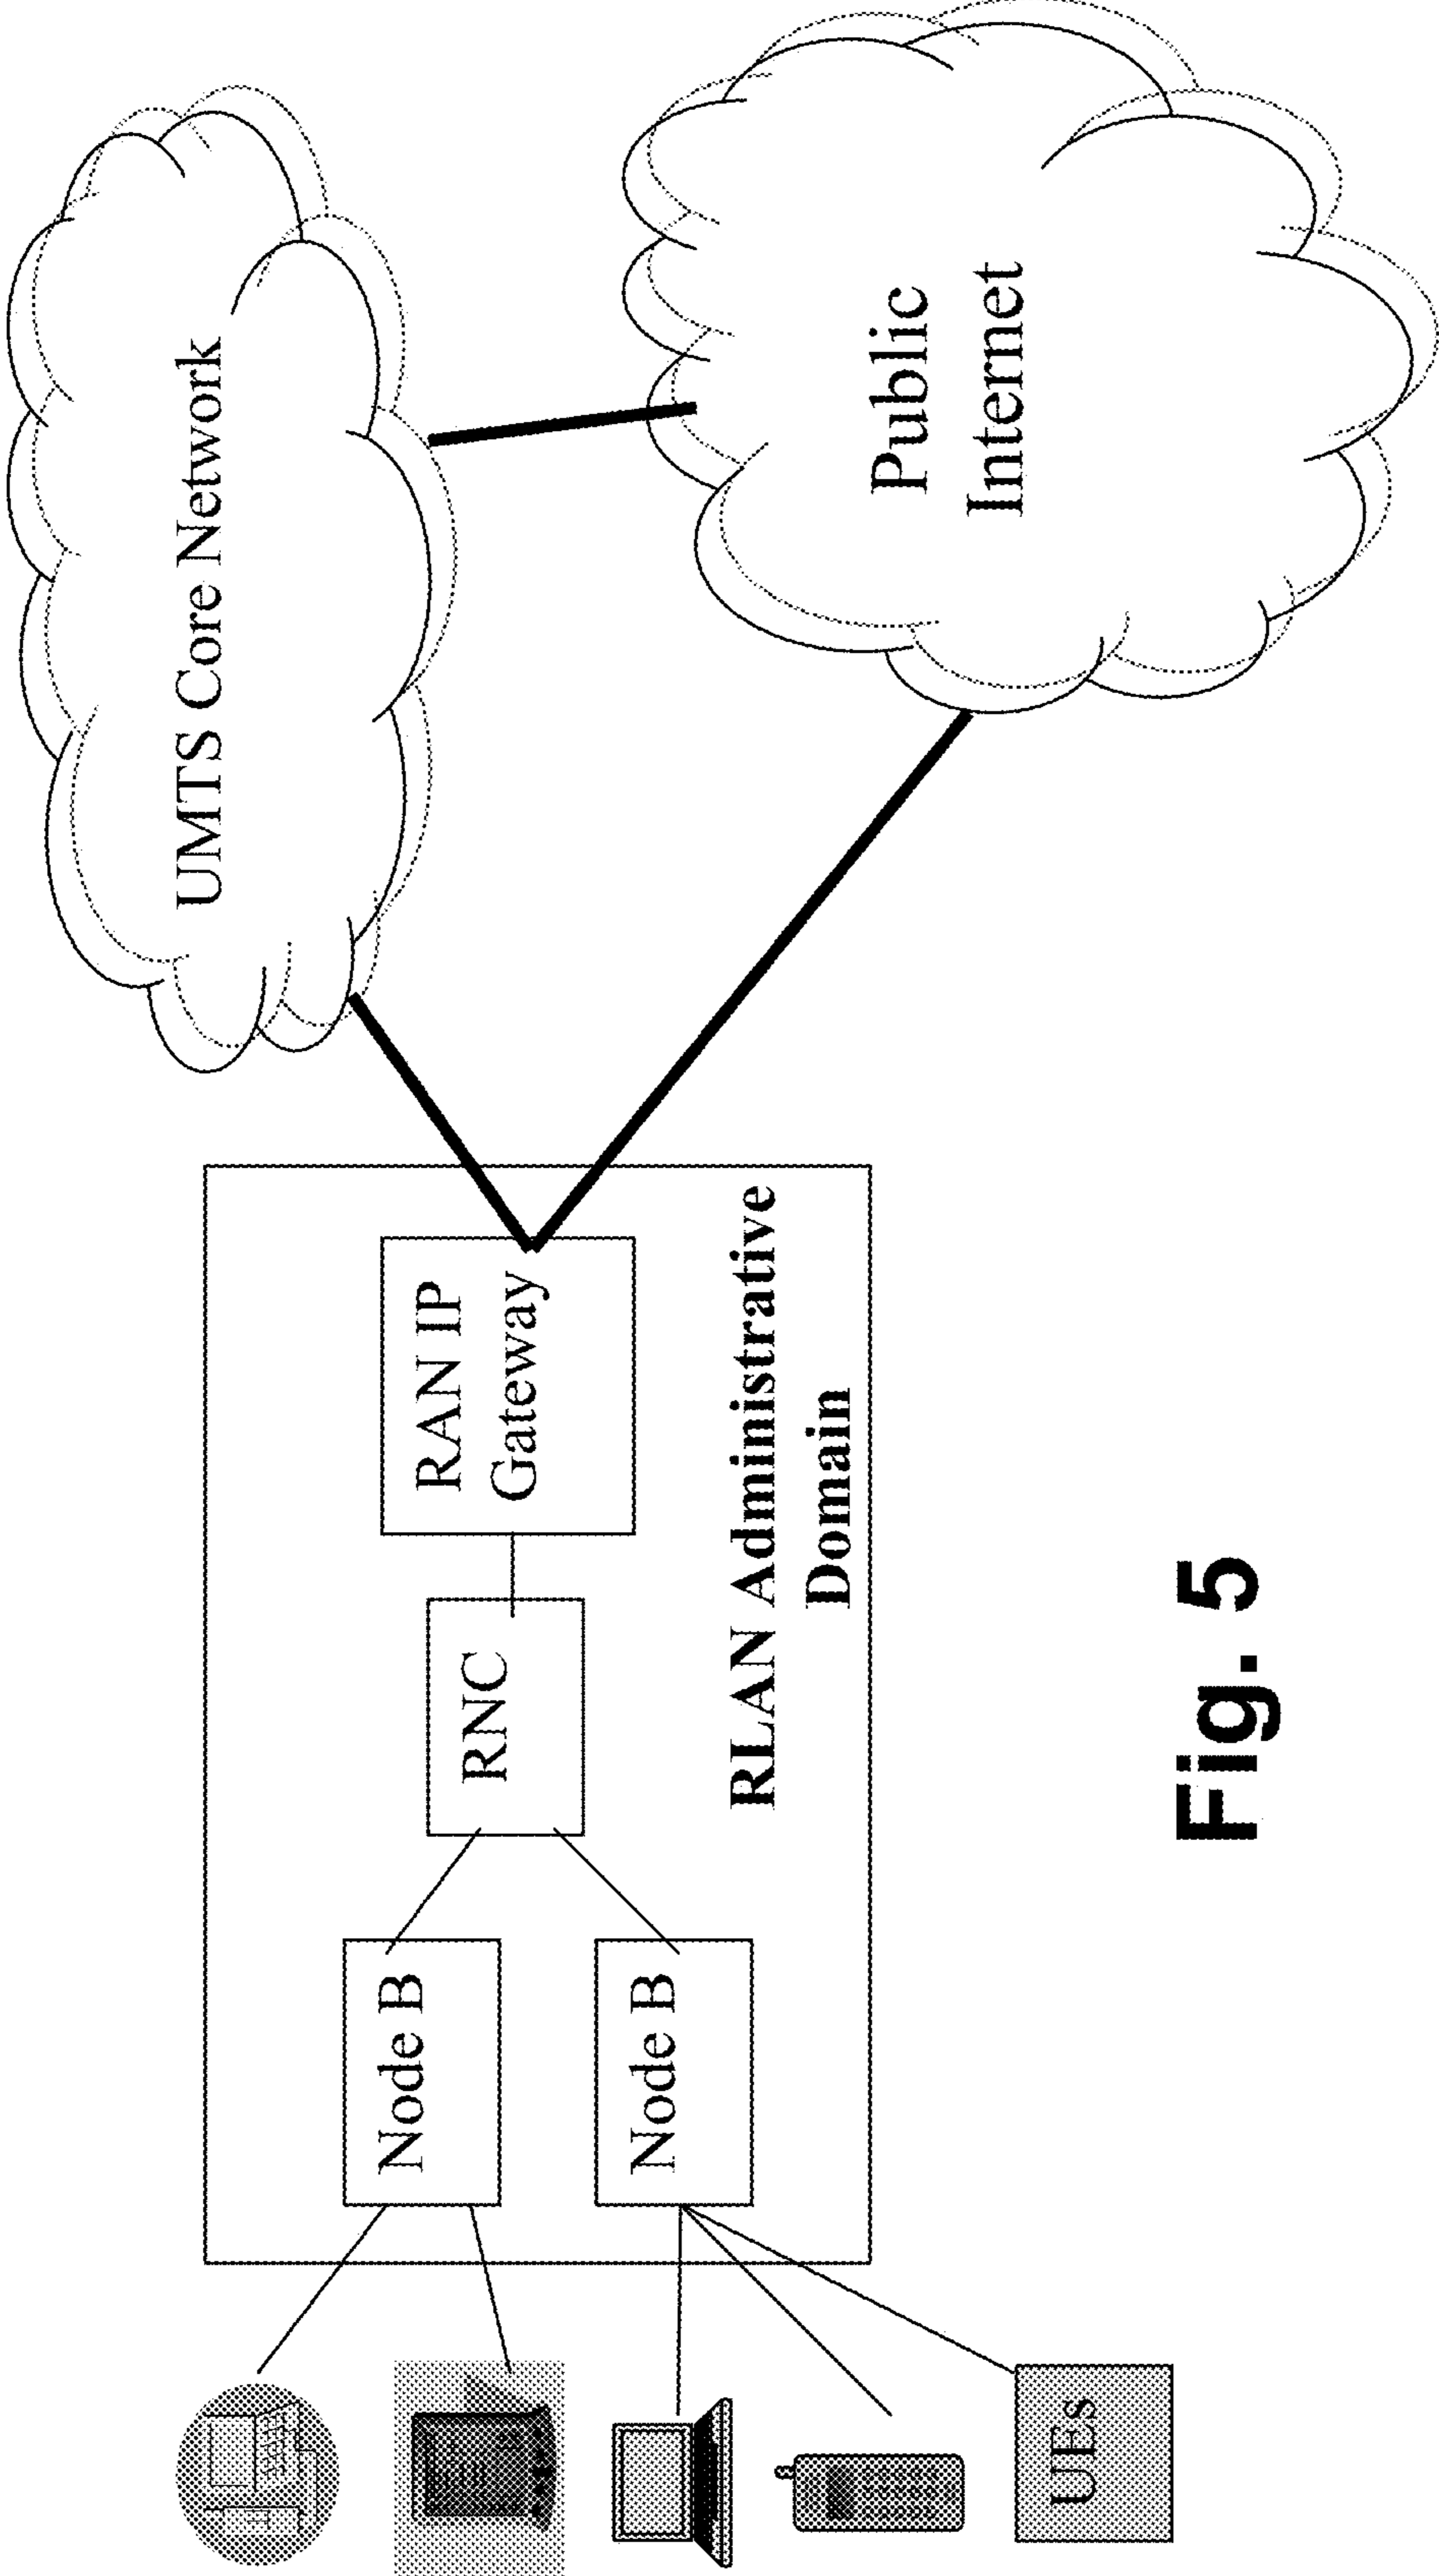 UMTS Core Network
Public
Internet
RAN IP
Gateway
RNC
Node B
Node B
RLAN Administrative
Domain
UEs
Fig. 5